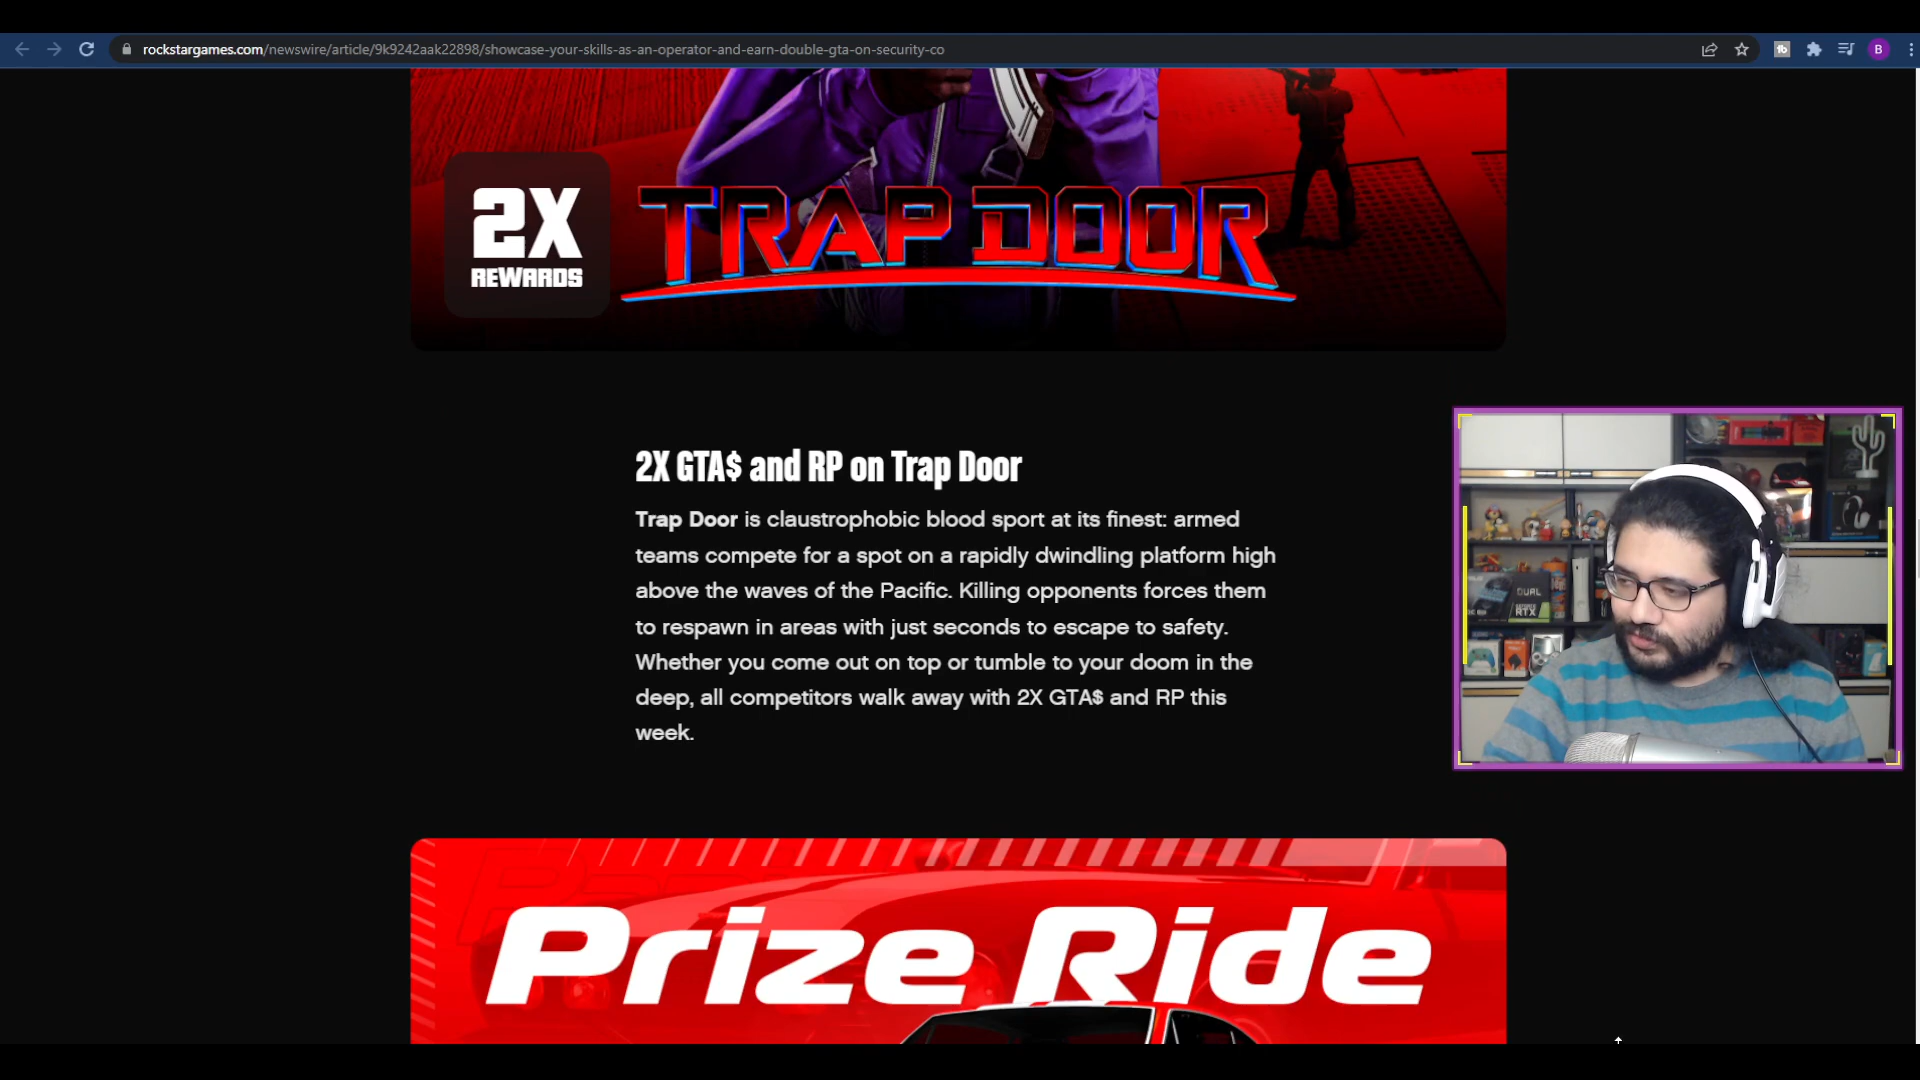 rockstargames.com/newswire/article/9k9242aak22898/showcase-your-skills-as-an-operator-and-earn-double-gta-on-security-co
B
2X
REWARDS
TRAP DOOR
2X GTA$ and RP on Trap Door
Trap Door is claustrophobic blood sport at its finest: armed
teams compete for a spot on a rapidly dwindling platform high
above the waves of the Pacific. Killing opponents forces them
to respawn in areas with just seconds to escape to safety.
Whether you come out on top or tumble to your doom in the
deep, all competitors walk away with 2X GTA$ and RP this
week.
DUAL
RTX
Prize Ride